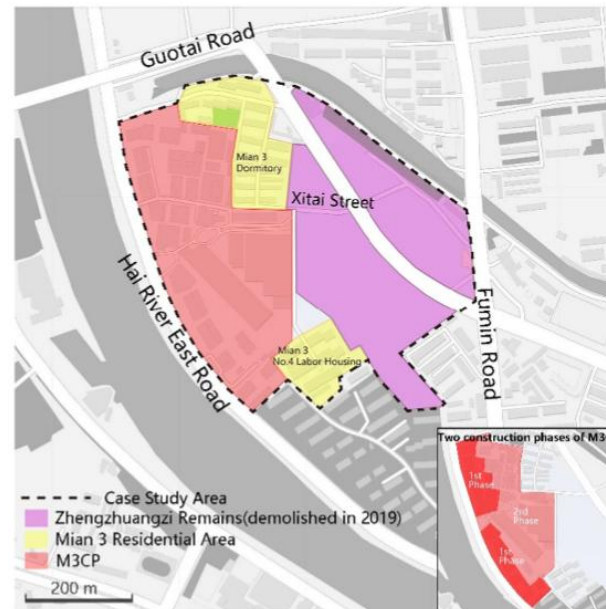 Guotai Road
Mian 3
Dormitory
Xitai Street
Hai River East Road
Fumin Road
Mian 3
No.4 Labor Housing
Case Study Area
Zhengzhuangzi Remains(demolished in 2019)
Mian 3 Residential Area
M3CP
200 m
Two construction phases of M3
1st
Phase
2rd
Phase
1st
Phase